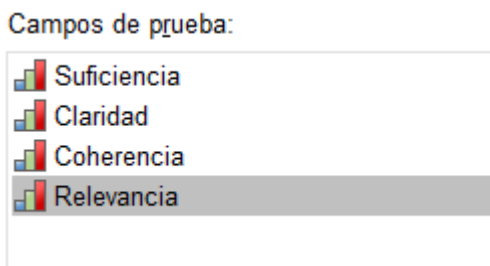 Campos de prueba:
Suficiencia
Claridad
Coherencia
Relevancia